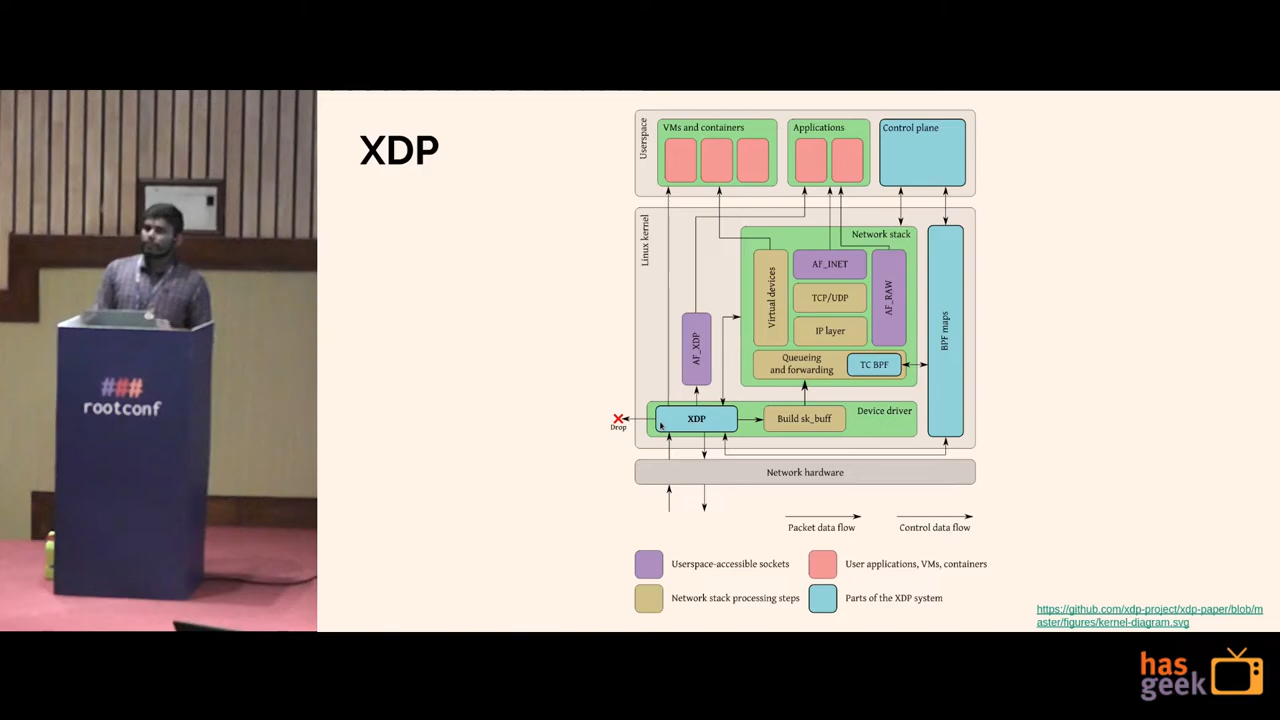 XDP
Userspace
VMs and containers
Applications
Control plane
Linux kernel
Network stack
Virtual devices
AF_INET
TCP/UDP
IP layer
AF_RAW
Queueing
and forwarding
TC BPF
BPF maps
AF_XDP
Device driver
XDP
Build sk_buff
Drop
Network hardware
Packet data flow
Control data flow
Userspace-accessible sockets
User applications, VMs, containers
Network stack processing steps
Parts of the XDP system
https://github.com/xdp-project/xdp-paper/blob/m
aster/figures/kernel-diagram.svg
###
rootconf
has
geek